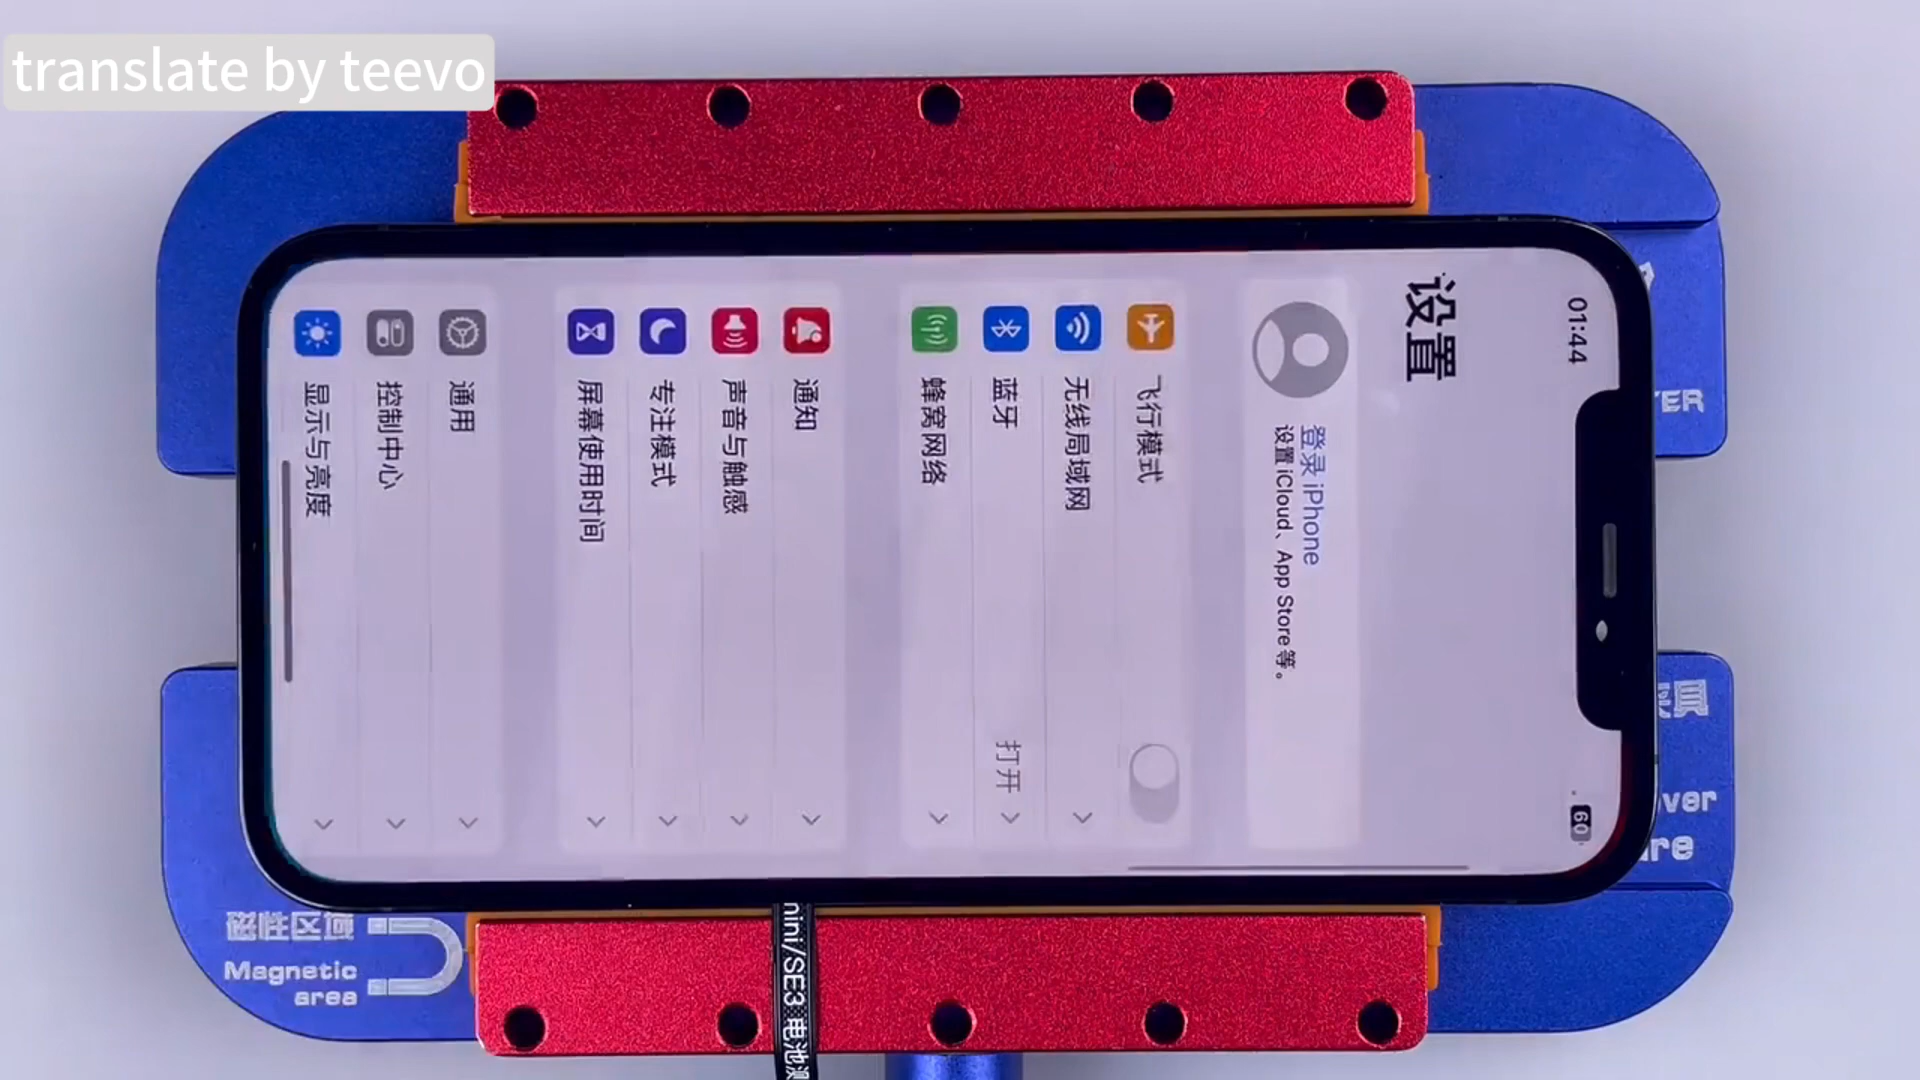 translate by teevo
01:44
60
设置
登录 iPhone
设置 iCloud、App Store等。
飞行模式
无线局域网
蓝牙
打开
蜂窝网络
通知
声音与触感
专注模式
屏幕使用时间
通用
控制中心
显示与亮度
磁性区域
Magnetic
area
mini/SE3 电池